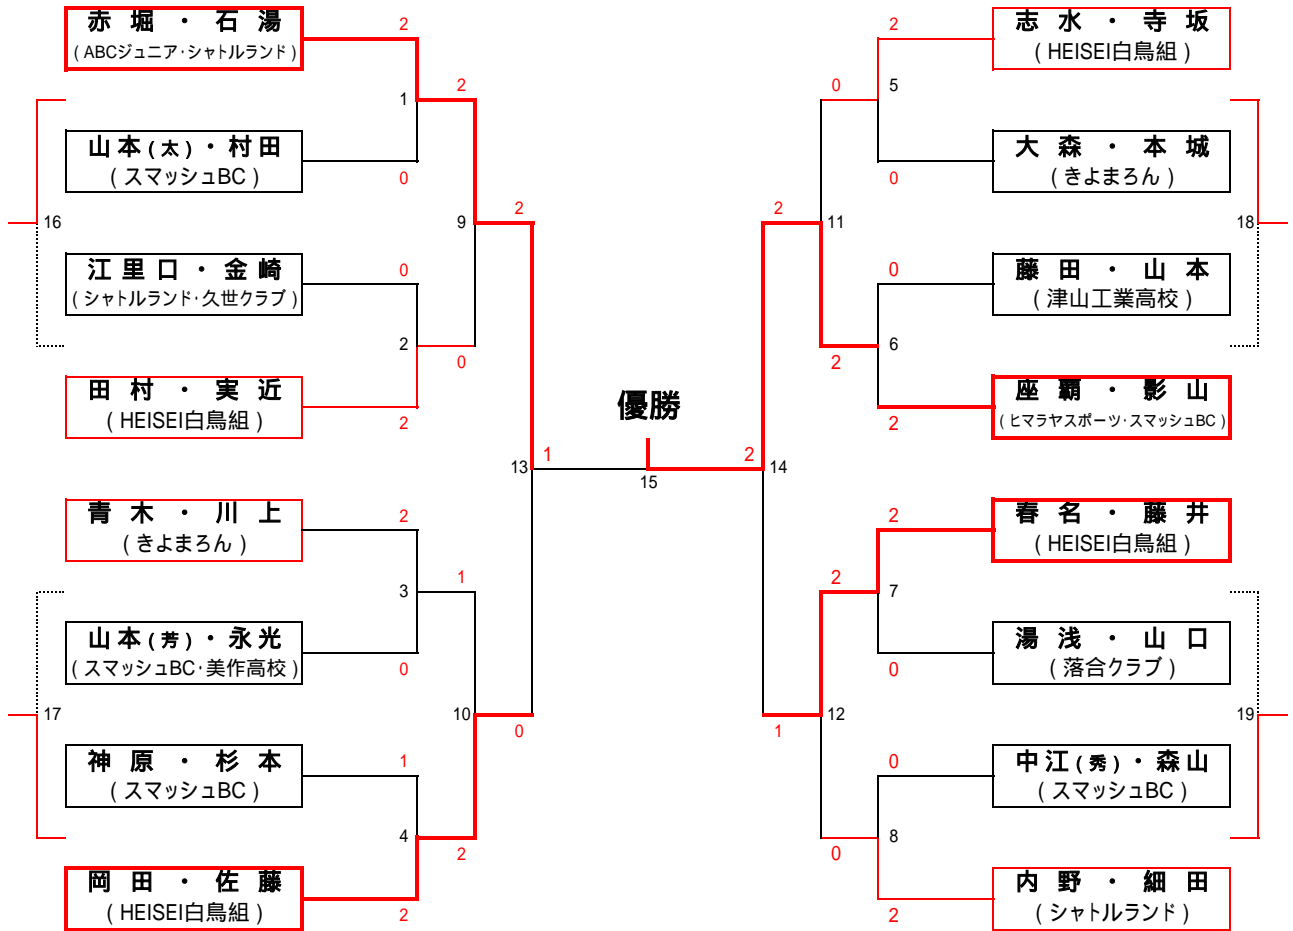 赤堀・石湯
(ABCジュニア・シャトルランド)
2
1
2
山本(太)・村田
(スマッシュBC)
0
16
9
2
江里口・金崎
(シャトルランド・久世クラブ)
0
2
0
田村・実近
(HEISEI白鳥組)
2
13
1
青木・川上
(きよまろん)
2
3
1
山本(芳)・永光
(スマッシュBC・美作高校)
0
17
10
0
神原・杉本
(スマッシュBC)
1
4
2
岡田・佐藤
(HEISEI白鳥組)
2
優勝
15
2
志水・寺坂
(HEISEI白鳥組)
0
5
大森・本城
(きよまろん)
0
2
11
18
0
藤田・山本
(津山工業高校)
6
2
座覇・影山
(ヒマラヤスポーツ・スマッシュBC)
2
2
14
2
春名・藤井
(HEISEI白鳥組)
2
7
湯浅・山口
(落合クラブ)
0
1
12
19
0
中江(秀)・森山
(スマッシュBC)
8
0
内野・細田
(シャトルランド)
2